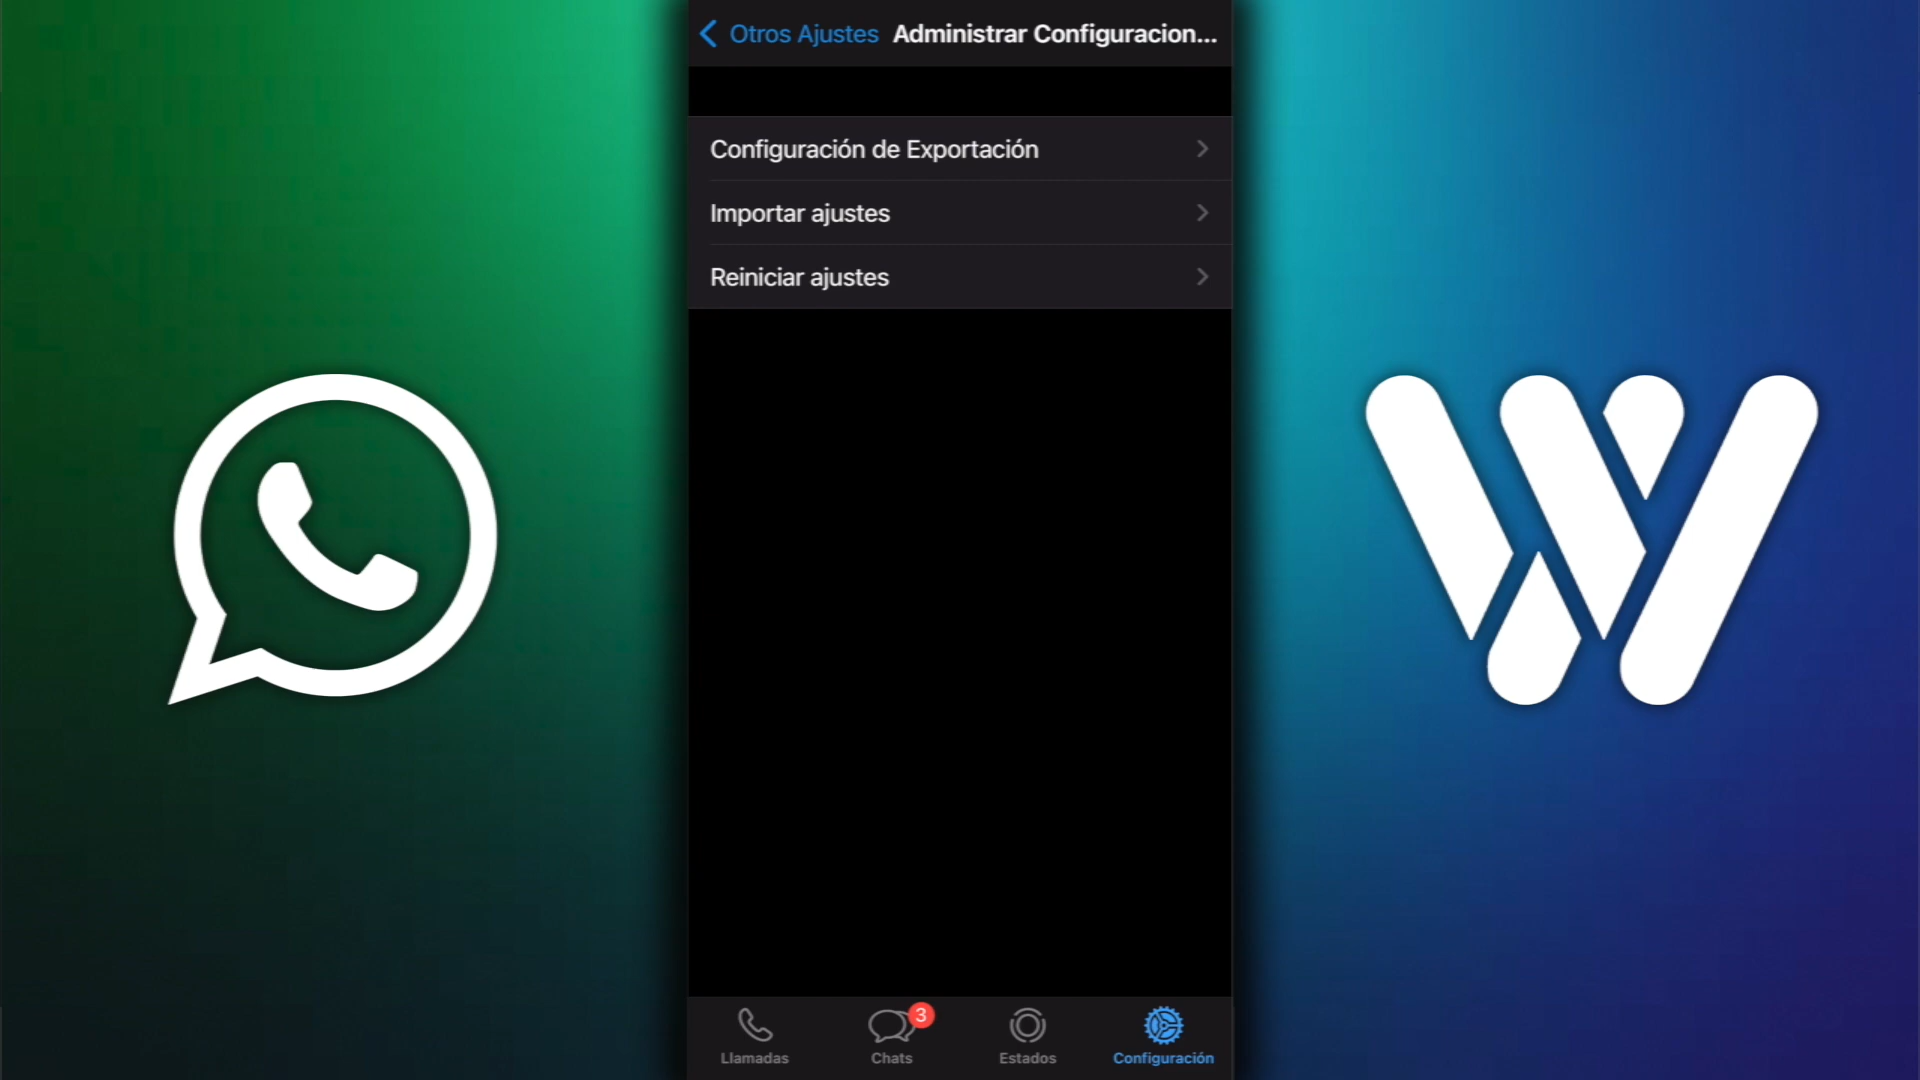 Otros Ajustes Administrar Configuracion...
Configuración de Exportación
Importar ajustes
Reiniciar ajustes
3
Llamadas Chats Estados Configuración